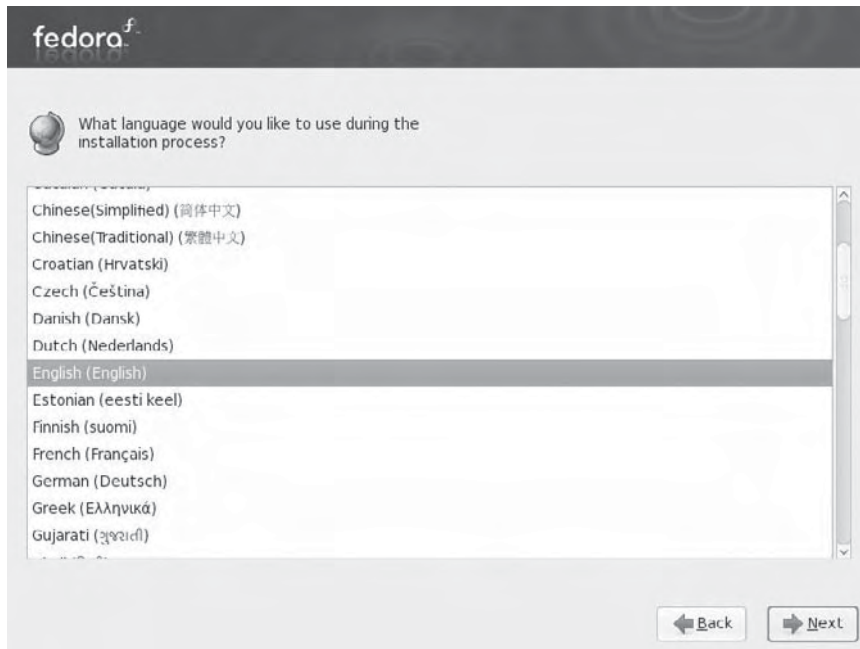 fedora
What language would you like to use during the
installation process?
Chinese(Simplified) (简体中文)
Chinese(Traditional) (繁體中文)
Croatian (Hrvatski)
Czech (Čeština)
Danish (Dansk)
Dutch (Nederlands)
English (English)
Estonian (eesti keel)
Finnish (suomi)
French (Français)
German (Deutsch)
Greek (Ελληνικά)
Gujarati (ગુજરાતી)
Back
Next